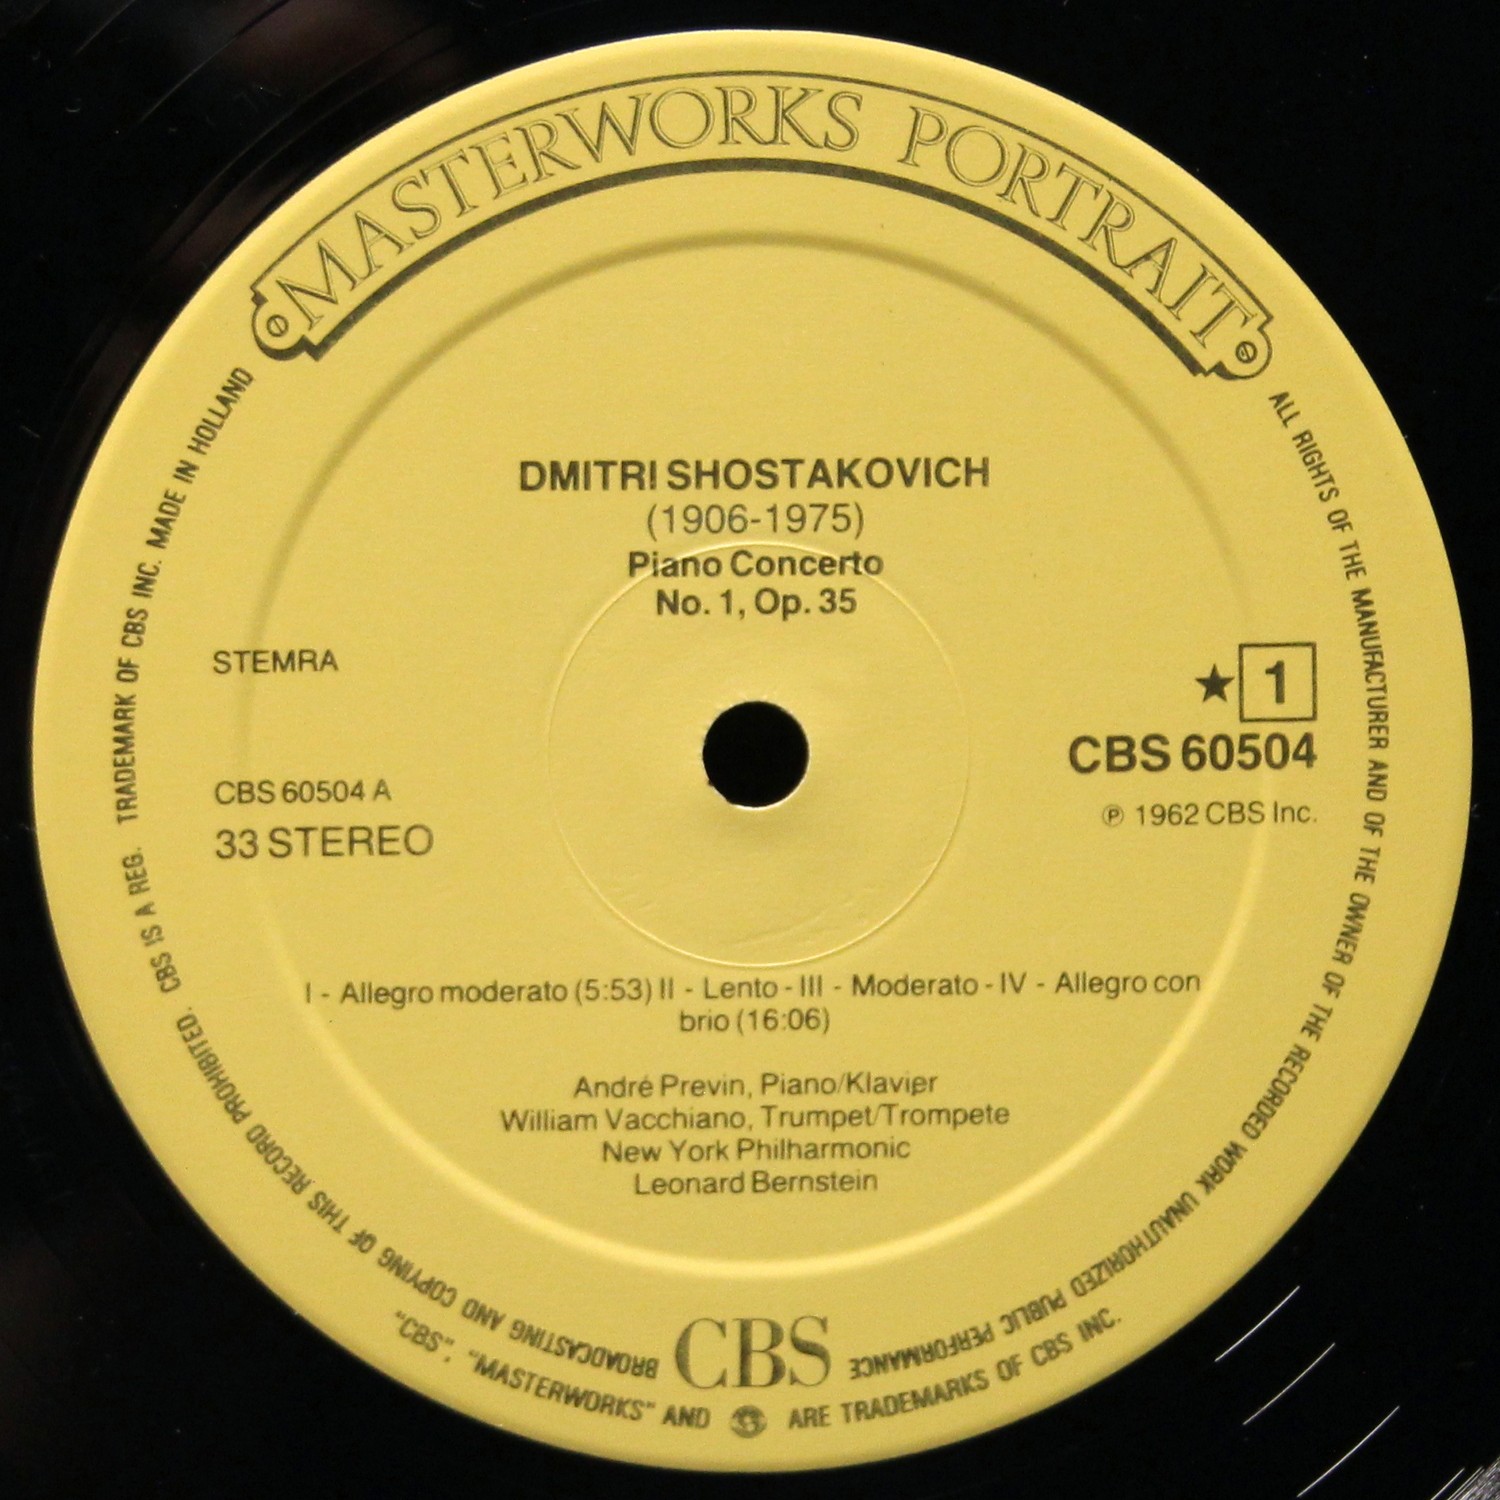 MASTERWORKS PORTRAIT
DMITRI SHOSTAKOVICH
(1906-1975)
Piano Concerto
No. 1, Op. 35
STEMRA
★ 1
CBS 60504
CBS 60504 A
33 STEREO
℗ 1962 CBS Inc.
I - Allegro moderato (5:53) II - Lento - III - Moderato - IV - Allegro con
brio (16:06)
André Previn, Piano/Klavier
William Vacchiano, Trumpet/Trompete
New York Philharmonic
Leonard Bernstein
ALL RIGHTS OF THE MANUFACTURER AND OF THE OWNER OF THE RECORDED WORK UNAUTHORIZED PUBLIC PERFORMANCE
BROADCASTING AND COPYING OF THIS RECORD PROHIBITED. CBS IS A REG. TRADEMARK OF CBS INC. MADE IN HOLLAND
CBS
"CBS", "MASTERWORKS" AND ARE TRADEMARKS OF CBS INC.